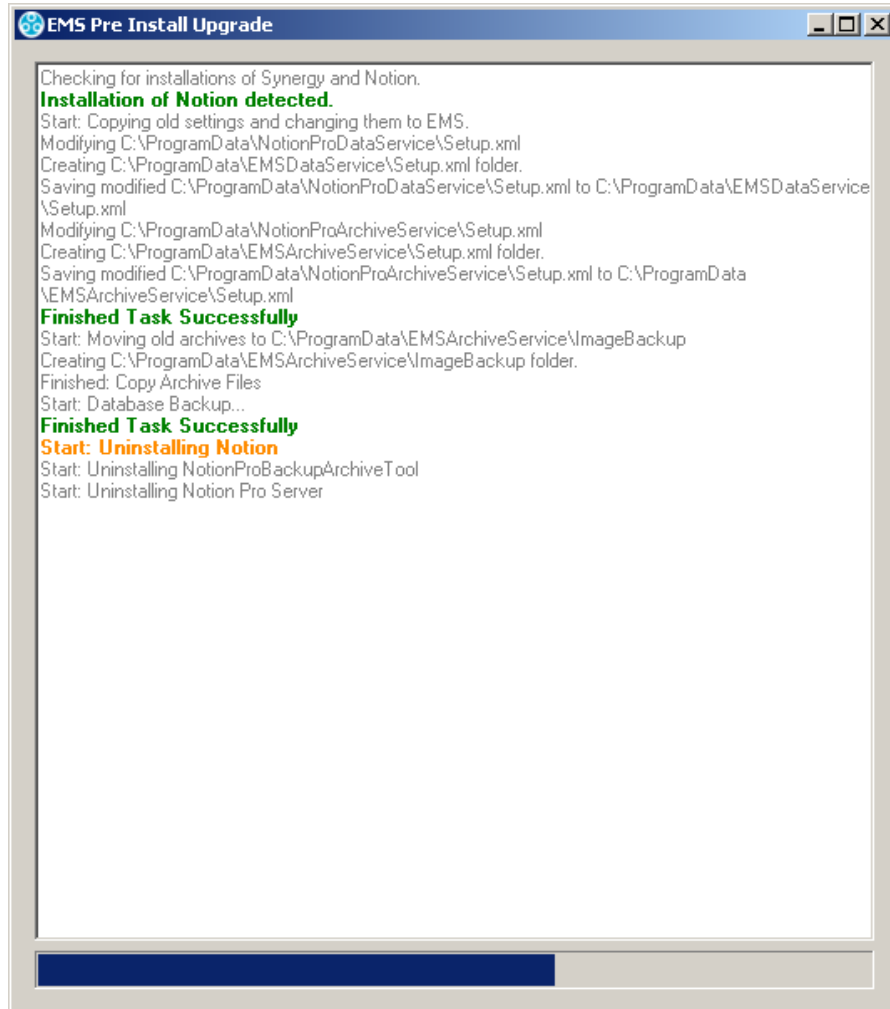 EMS Pre Install Upgrade
Checking for installations of Synergy and Notion.
Installation of Notion detected.
Start: Copying old settings and changing them to EMS.
Modifying C:\ProgramData\NotionProDataService\Setup.xml
Creating C:\ProgramData\EMSDataService\Setup.xml folder.
Saving modified C:\ProgramData\NotionProDataService\Setup.xml to C:\ProgramData\EMSDataService
\Setup.xml
Modifying C:\ProgramData\NotionProArchiveService\Setup.xml
Creating C:\ProgramData\EMSArchiveService\Setup.xml folder.
Saving modified C:\ProgramData\NotionProArchiveService\Setup.xml to C:\ProgramData
\EMSArchiveService\Setup.xml
Finished Task Successfully
Start: Moving old archives to C:\ProgramData\EMSArchiveService\ImageBackup
Creating C:\ProgramData\EMSArchiveService\ImageBackup folder.
Finished: Copy Archive Files
Start: Database Backup...
Finished Task Successfully
Start: Uninstalling Notion
Start: Uninstalling NotionProBackupArchiveTool
Start: Uninstalling Notion Pro Server